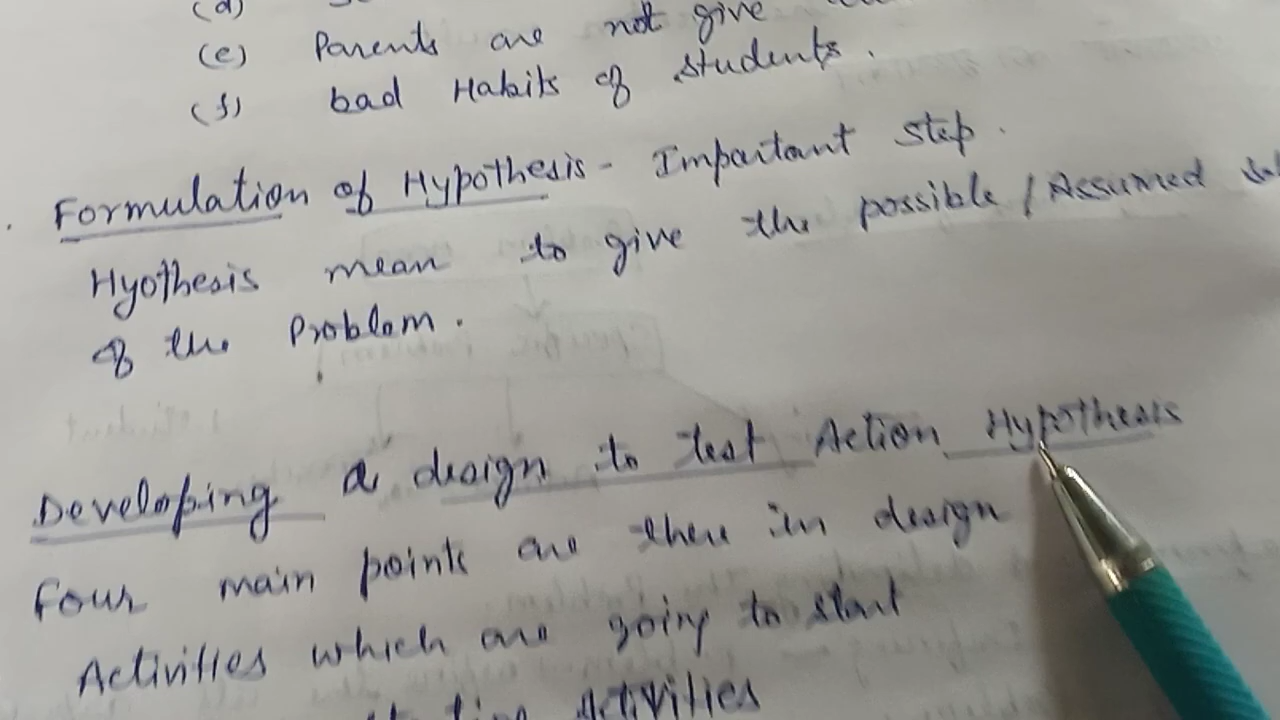 (d)
(e) Parents are not give
(f) bad Habits of students.
Formulation of Hypothesis - Important Step.
Hyothesis mean to give the possible / Assumed
of the Problem.
Developing a design to test Action Hypothesis
Four main points are there in design
Activities which are going to start
Activities